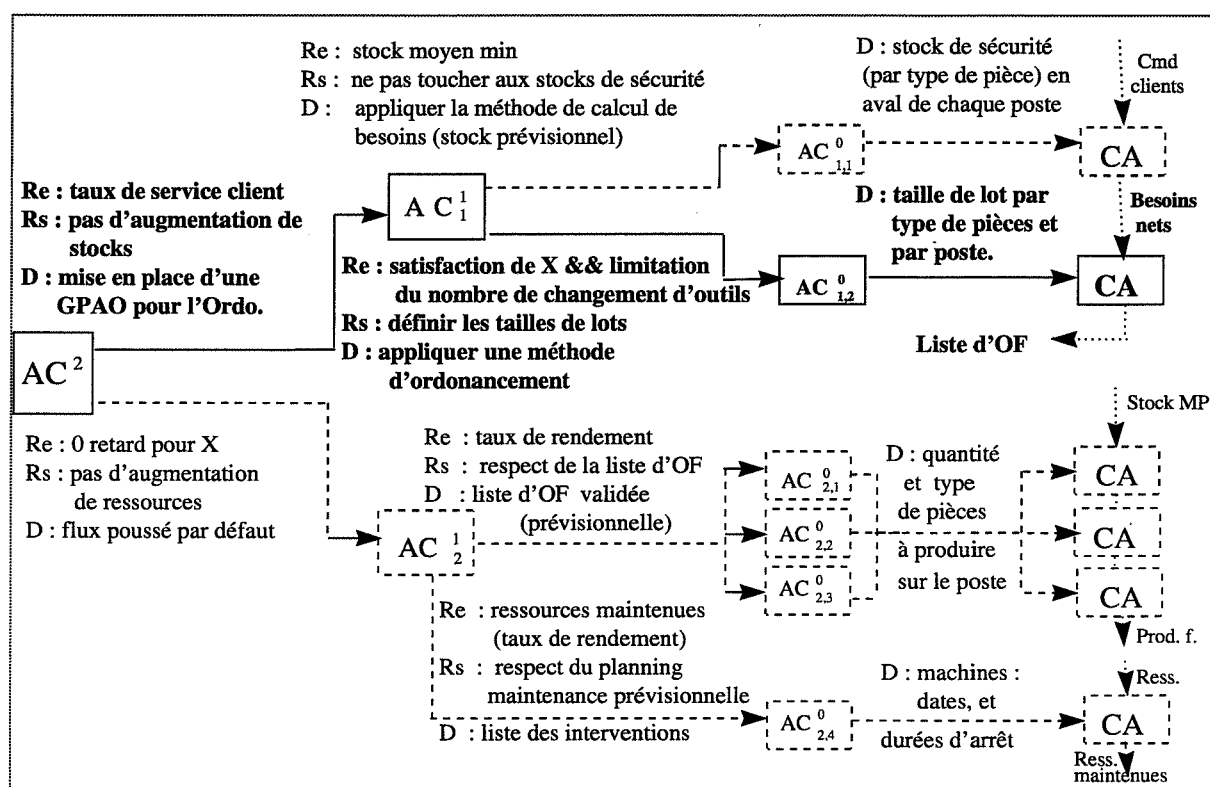 Re : stock moyen min
Rs : ne pas toucher aux stocks de sécurité
D : appliquer la méthode de calcul de
besoins (stock prévisionnel)
D : stock de sécurité
(par type de pièce) en
aval de chaque poste
Cmd
clients
AC 0 1,1
CA
Re : taux de service client
Rs : pas d'augmentation de
stocks
D : mise en place d'une
GPAO pour l'Ordo.
A C 1 1
D : taille de lot par
type de pièces et
par poste.
Besoins
nets
Re : satisfaction de X && limitation
du nombre de changement d'outils
Rs : définir les tailles de lots
D : appliquer une méthode
d'ordonancement
AC 0 1,2
CA
Liste d'OF
AC 2
Stock MP
Re : 0 retard pour X
Rs : pas d'augmentation
de ressources
D : flux poussé par défaut
Re : taux de rendement
Rs : respect de la liste d'OF
D : liste d'OF validée
(prévisionnelle)
AC 1 2
AC 0 2,1
AC 0 2,2
AC 0 2,3
D : quantité
et type
de pièces
à produire
sur le poste
CA
CA
CA
Prod. f.
Re : ressources maintenues
(taux de rendement)
Rs : respect du planning
maintenance prévisionnelle
D : liste des interventions
AC 0 2,4
D : machines :
dates, et
durées d'arrêt
Ress.
CA
Ress.
maintenues